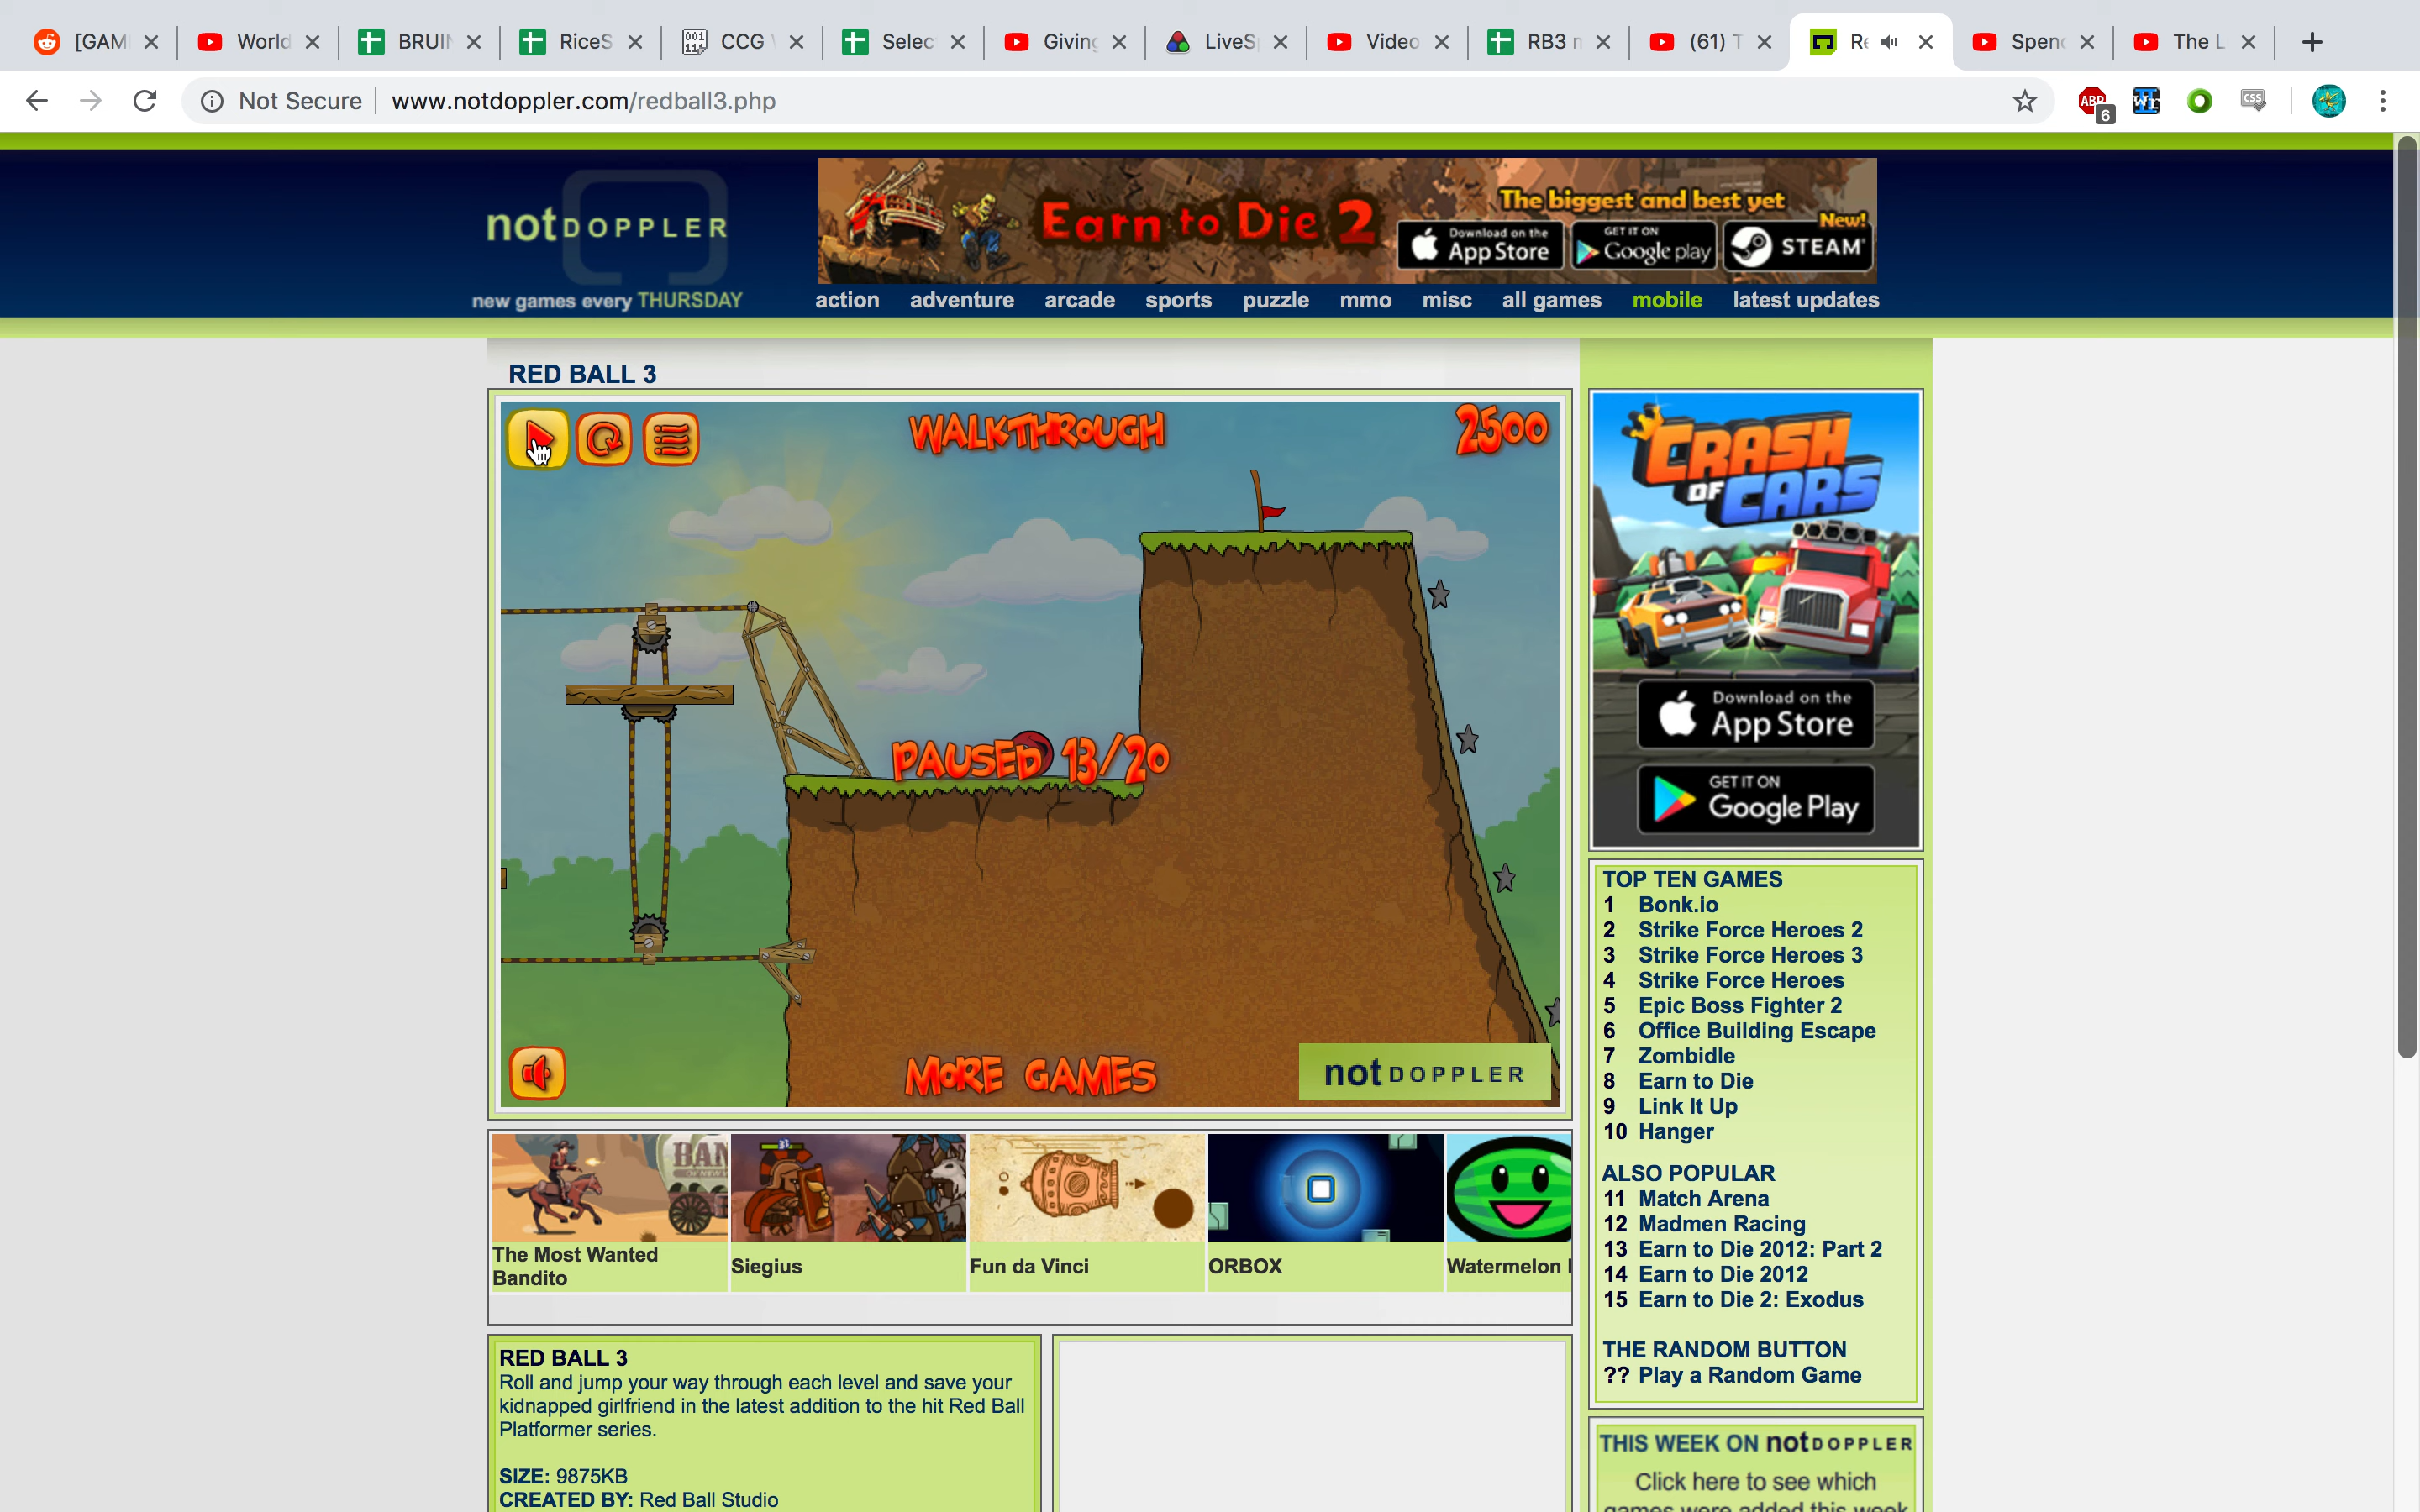 [GAM
World
BRUIN
RiceS
CCG
Selec
Giving
LiveS
Video
RB3 n
(61) T
Re
Spend
The L
Not Secure
www.notdoppler.com/redball3.php
ABP
6
CSS
notDOPPLER
new games every THURSDAY
Earn to Die 2
The biggest and best yet
New!
Download on the
App Store
GET IT ON
Google play
STEAM
action adventure arcade sports puzzle mmo misc all games mobile latest updates
RED BALL 3
WALKTHROUGH
2500
PAUSED 13/20
MORE GAMES
notDOPPLER
CRASH
OF CARS
Download on the
App Store
GET IT ON
Google Play
TOP TEN GAMES
1 Bonk.io
2 Strike Force Heroes 2
3 Strike Force Heroes 3
4 Strike Force Heroes
5 Epic Boss Fighter 2
6 Office Building Escape
7 Zombidle
8 Earn to Die
9 Link It Up
10 Hanger
ALSO POPULAR
11 Match Arena
12 Madmen Racing
13 Earn to Die 2012: Part 2
14 Earn to Die 2012
15 Earn to Die 2: Exodus
THE RANDOM BUTTON
?? Play a Random Game
THIS WEEK ON notDOPPLER
Click here to see which
games were added this week
The Most Wanted
Bandito
Siegius
Fun da Vinci
ORBOX
Watermelon
RED BALL 3
Roll and jump your way through each level and save your
kidnapped girlfriend in the latest addition to the hit Red Ball
Platformer series.
SIZE: 9875KB
CREATED BY: Red Ball Studio